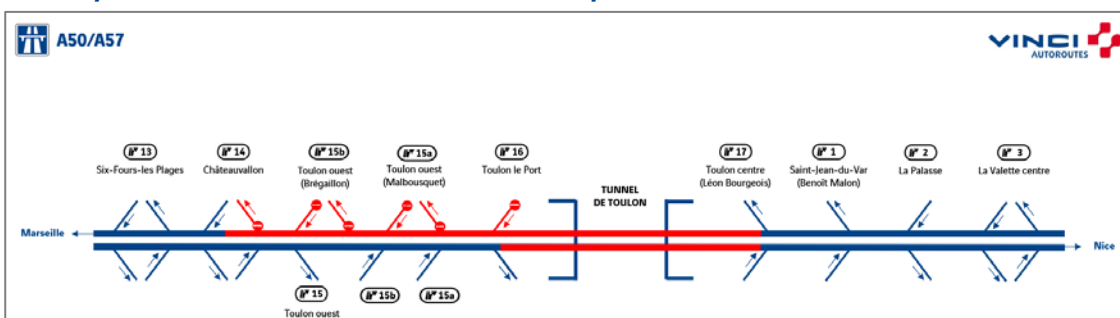 A50/A57
VINCI
AUTOROUTES
13
Six-Fours-les Plages
14
Châteauvallon
15b
Toulon ouest
(Brégaillon)
15a
Toulon ouest
(Malbousquet)
16
Toulon le Port
TUNNEL
DE TOULON
17
Toulon centre
(Léon Bourgeois)
1
Saint-Jean-du-Var
(Benoît Malon)
2
La Palasse
3
La Valette centre
Marseille
Nice
15
Toulon ouest
15b
15a